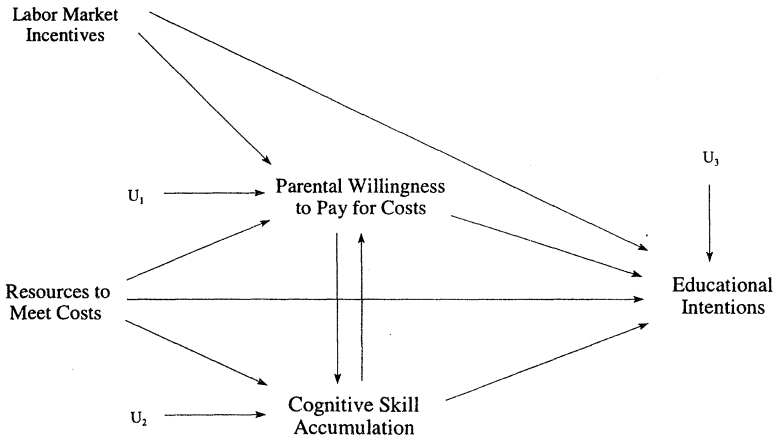 Labor Market
Incentives
U₃
U₁
Parental Willingness
to Pay for Costs
Resources to
Meet Costs
Educational
Intentions
U₂
Cognitive Skill
Accumulation